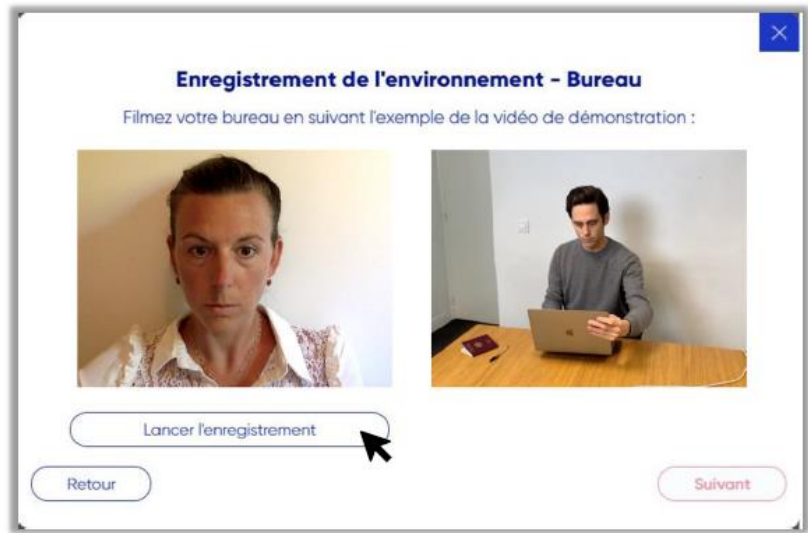 Enregistrement de l'environnement - Bureau
Filmez votre bureau en suivant l'exemple de la vidéo de démonstration :
Lancer l'enregistrement
Retour
Suivant